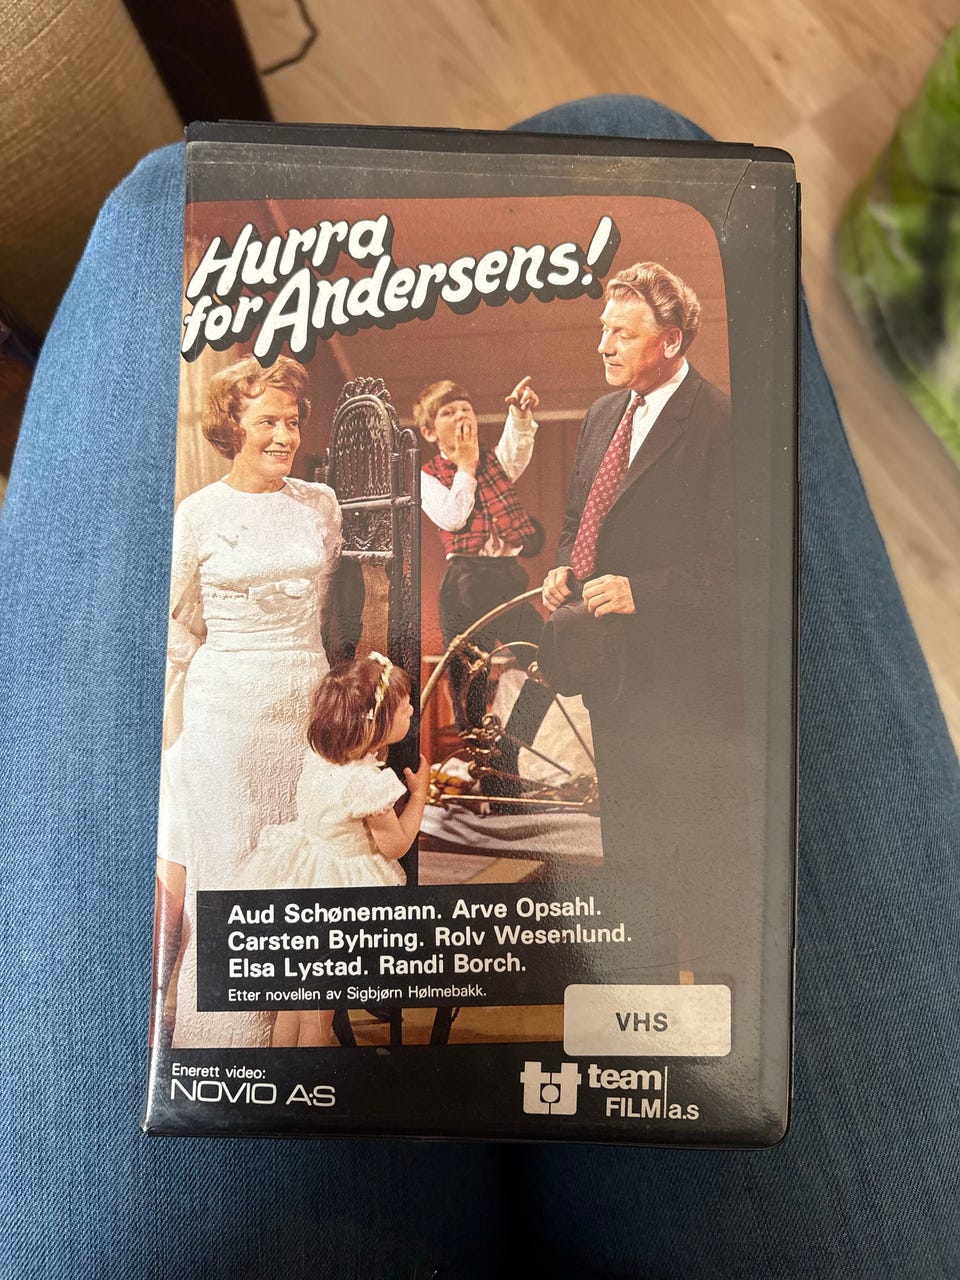 Hurra
for Andersens!
Aud Schønemann. Arve Opsahl.
Carsten Byhring. Rolv Wesenlund.
Elsa Lystad. Randi Borch.
Etter novellen av Sigbjørn Hølmebakk.
VHS
Enerett video:
NOVIO A·S
tt team
FILM a.s